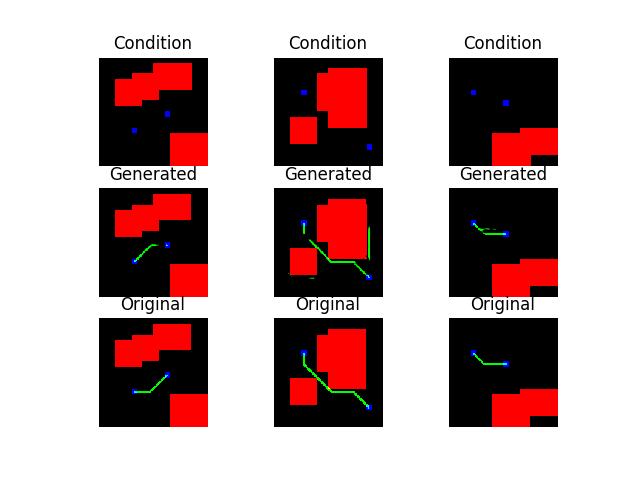 Condition Condition Condition
Generated Generated Generated
Original Original Original